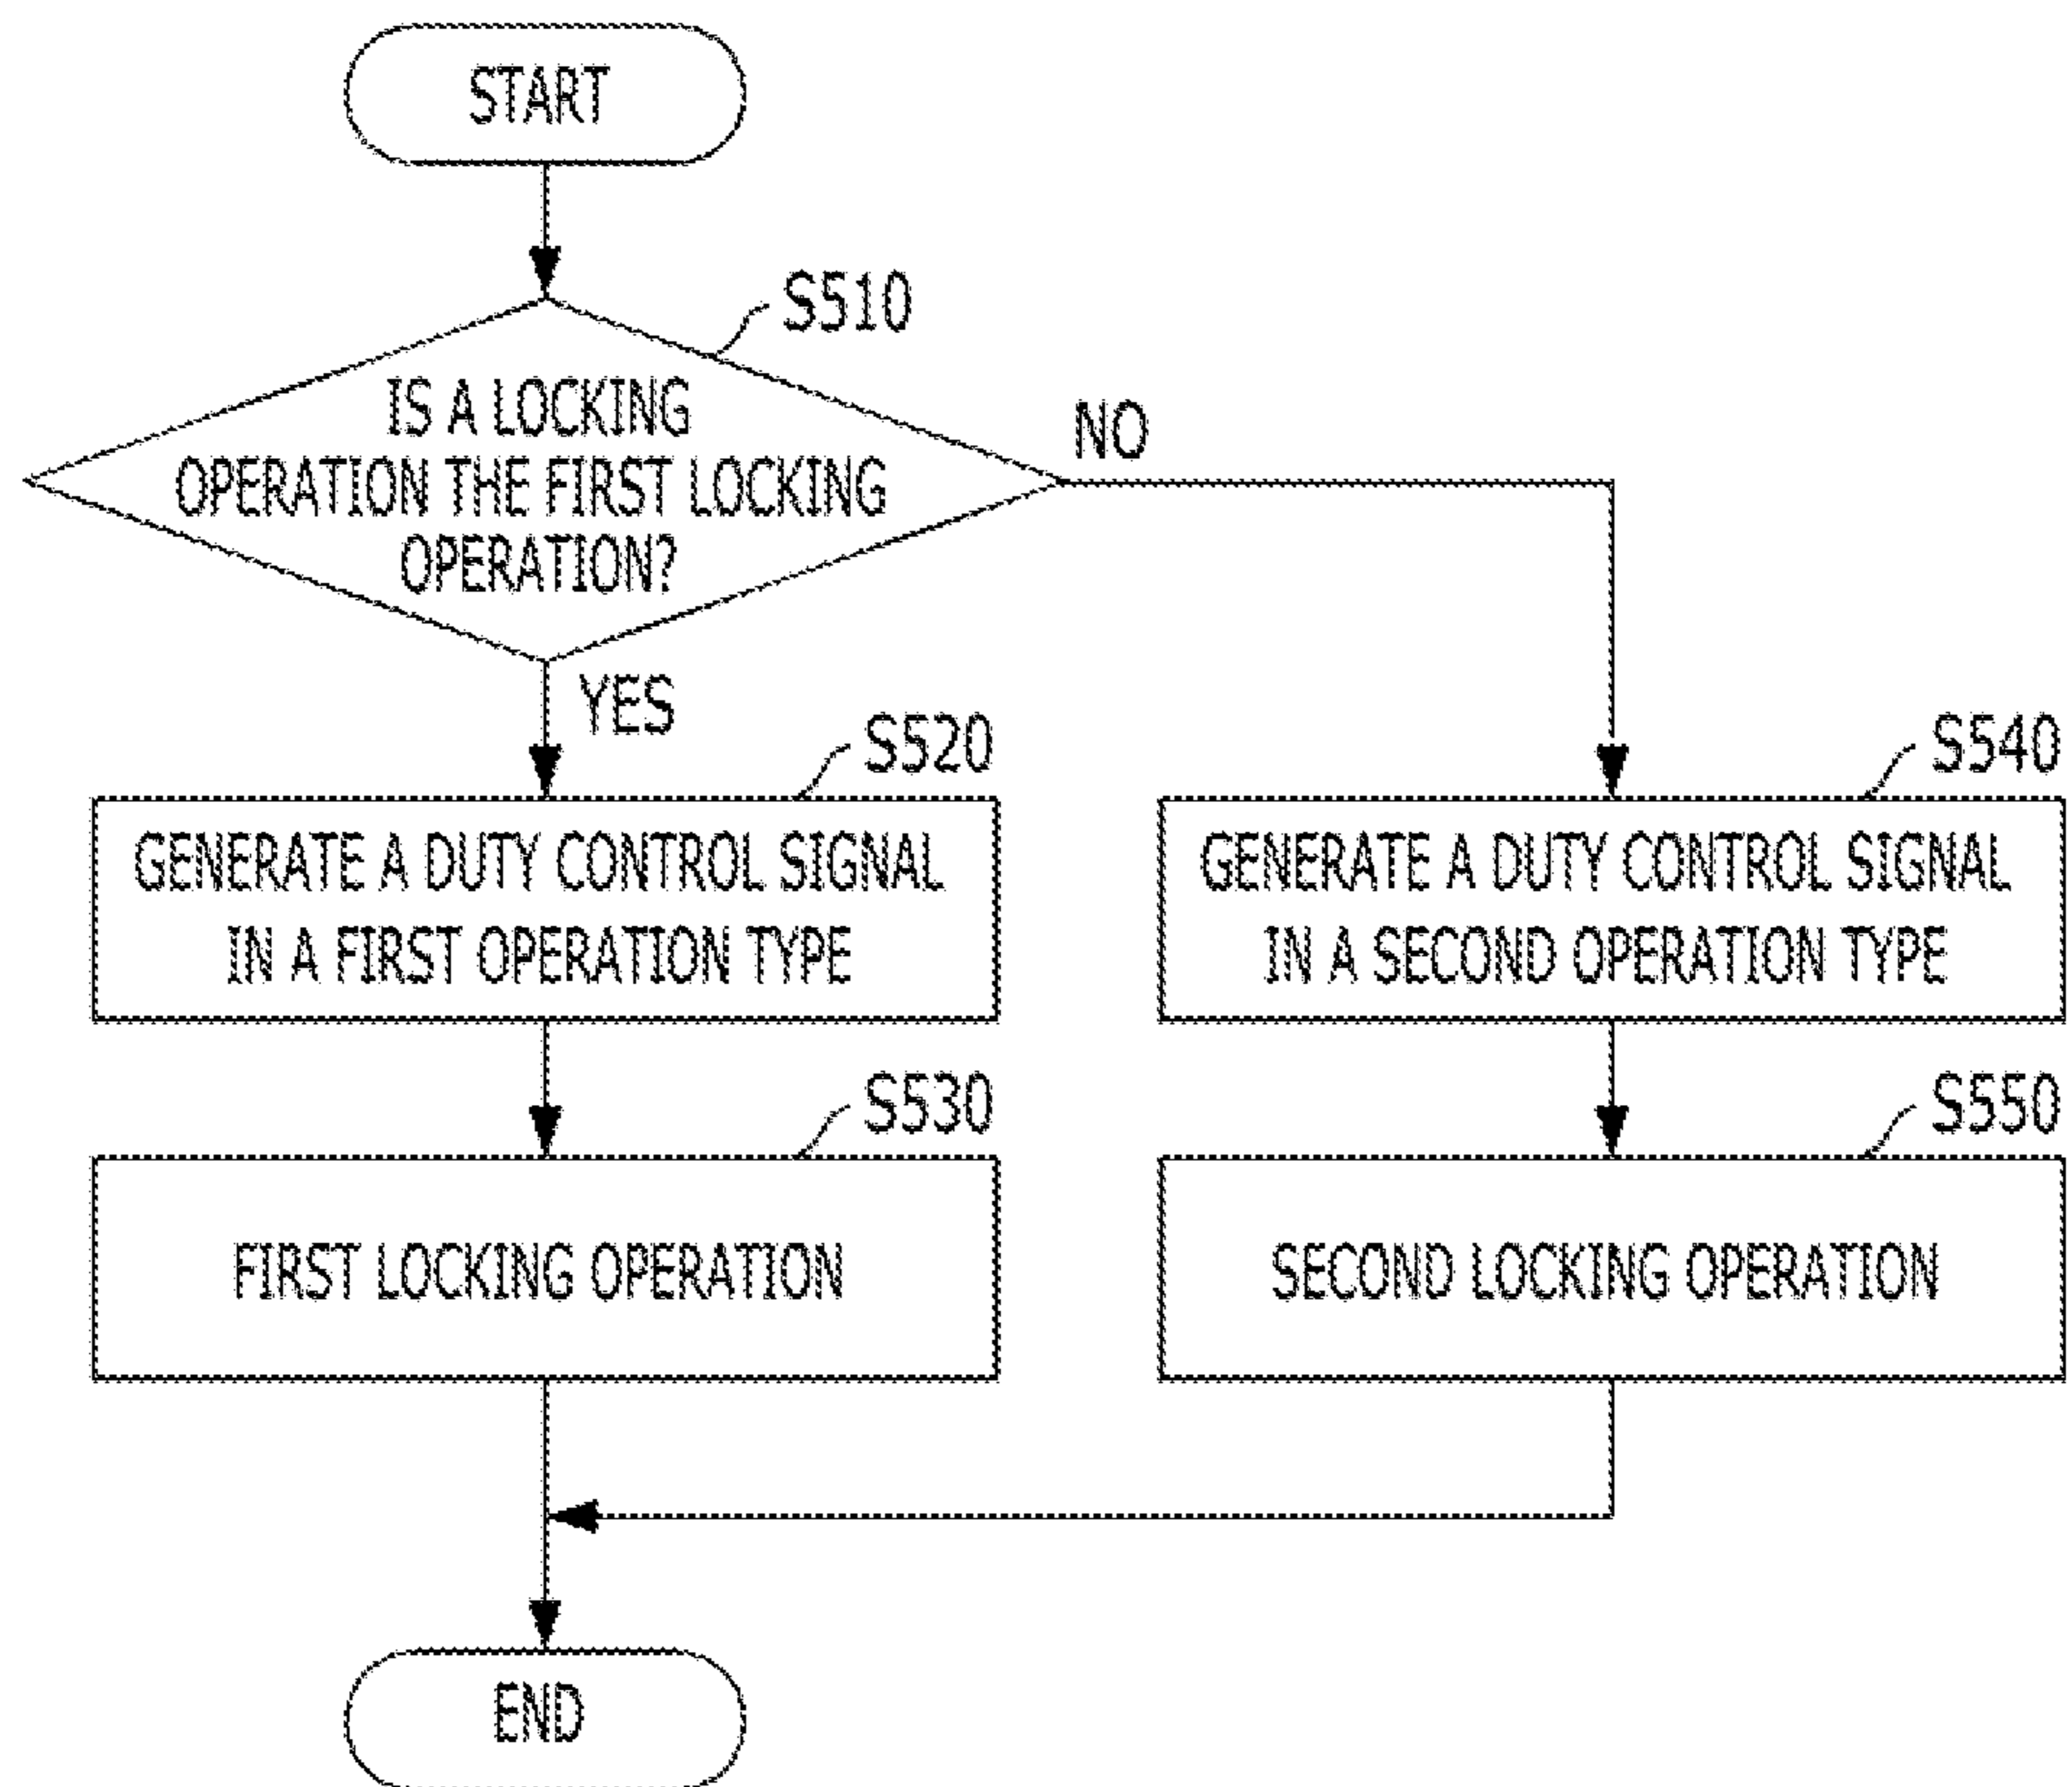 START
S510
IS A LOCKING
OPERATION THE FIRST LOCKING
OPERATION?
NO
YES
S520
GENERATE A DUTY CONTROL SIGNAL
IN A FIRST OPERATION TYPE
S540
GENERATE A DUTY CONTROL SIGNAL
IN A SECOND OPERATION TYPE
S530
FIRST LOCKING OPERATION
S550
SECOND LOCKING OPERATION
END